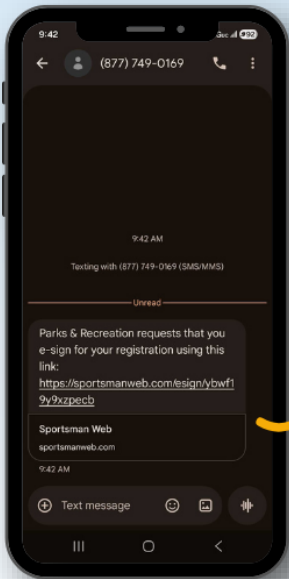 9:42
92
(877) 749-0169
9:42 AM
Texting with (877) 749-0169 (SMS/MMS)
Unread
Parks & Recreation requests that you
e-sign for your registration using this
link:
https://sportsmanweb.com/esign/ybwf1
9y9xzpecb
Sportsman Web
sportsmanweb.com
9:42 AM
Text message